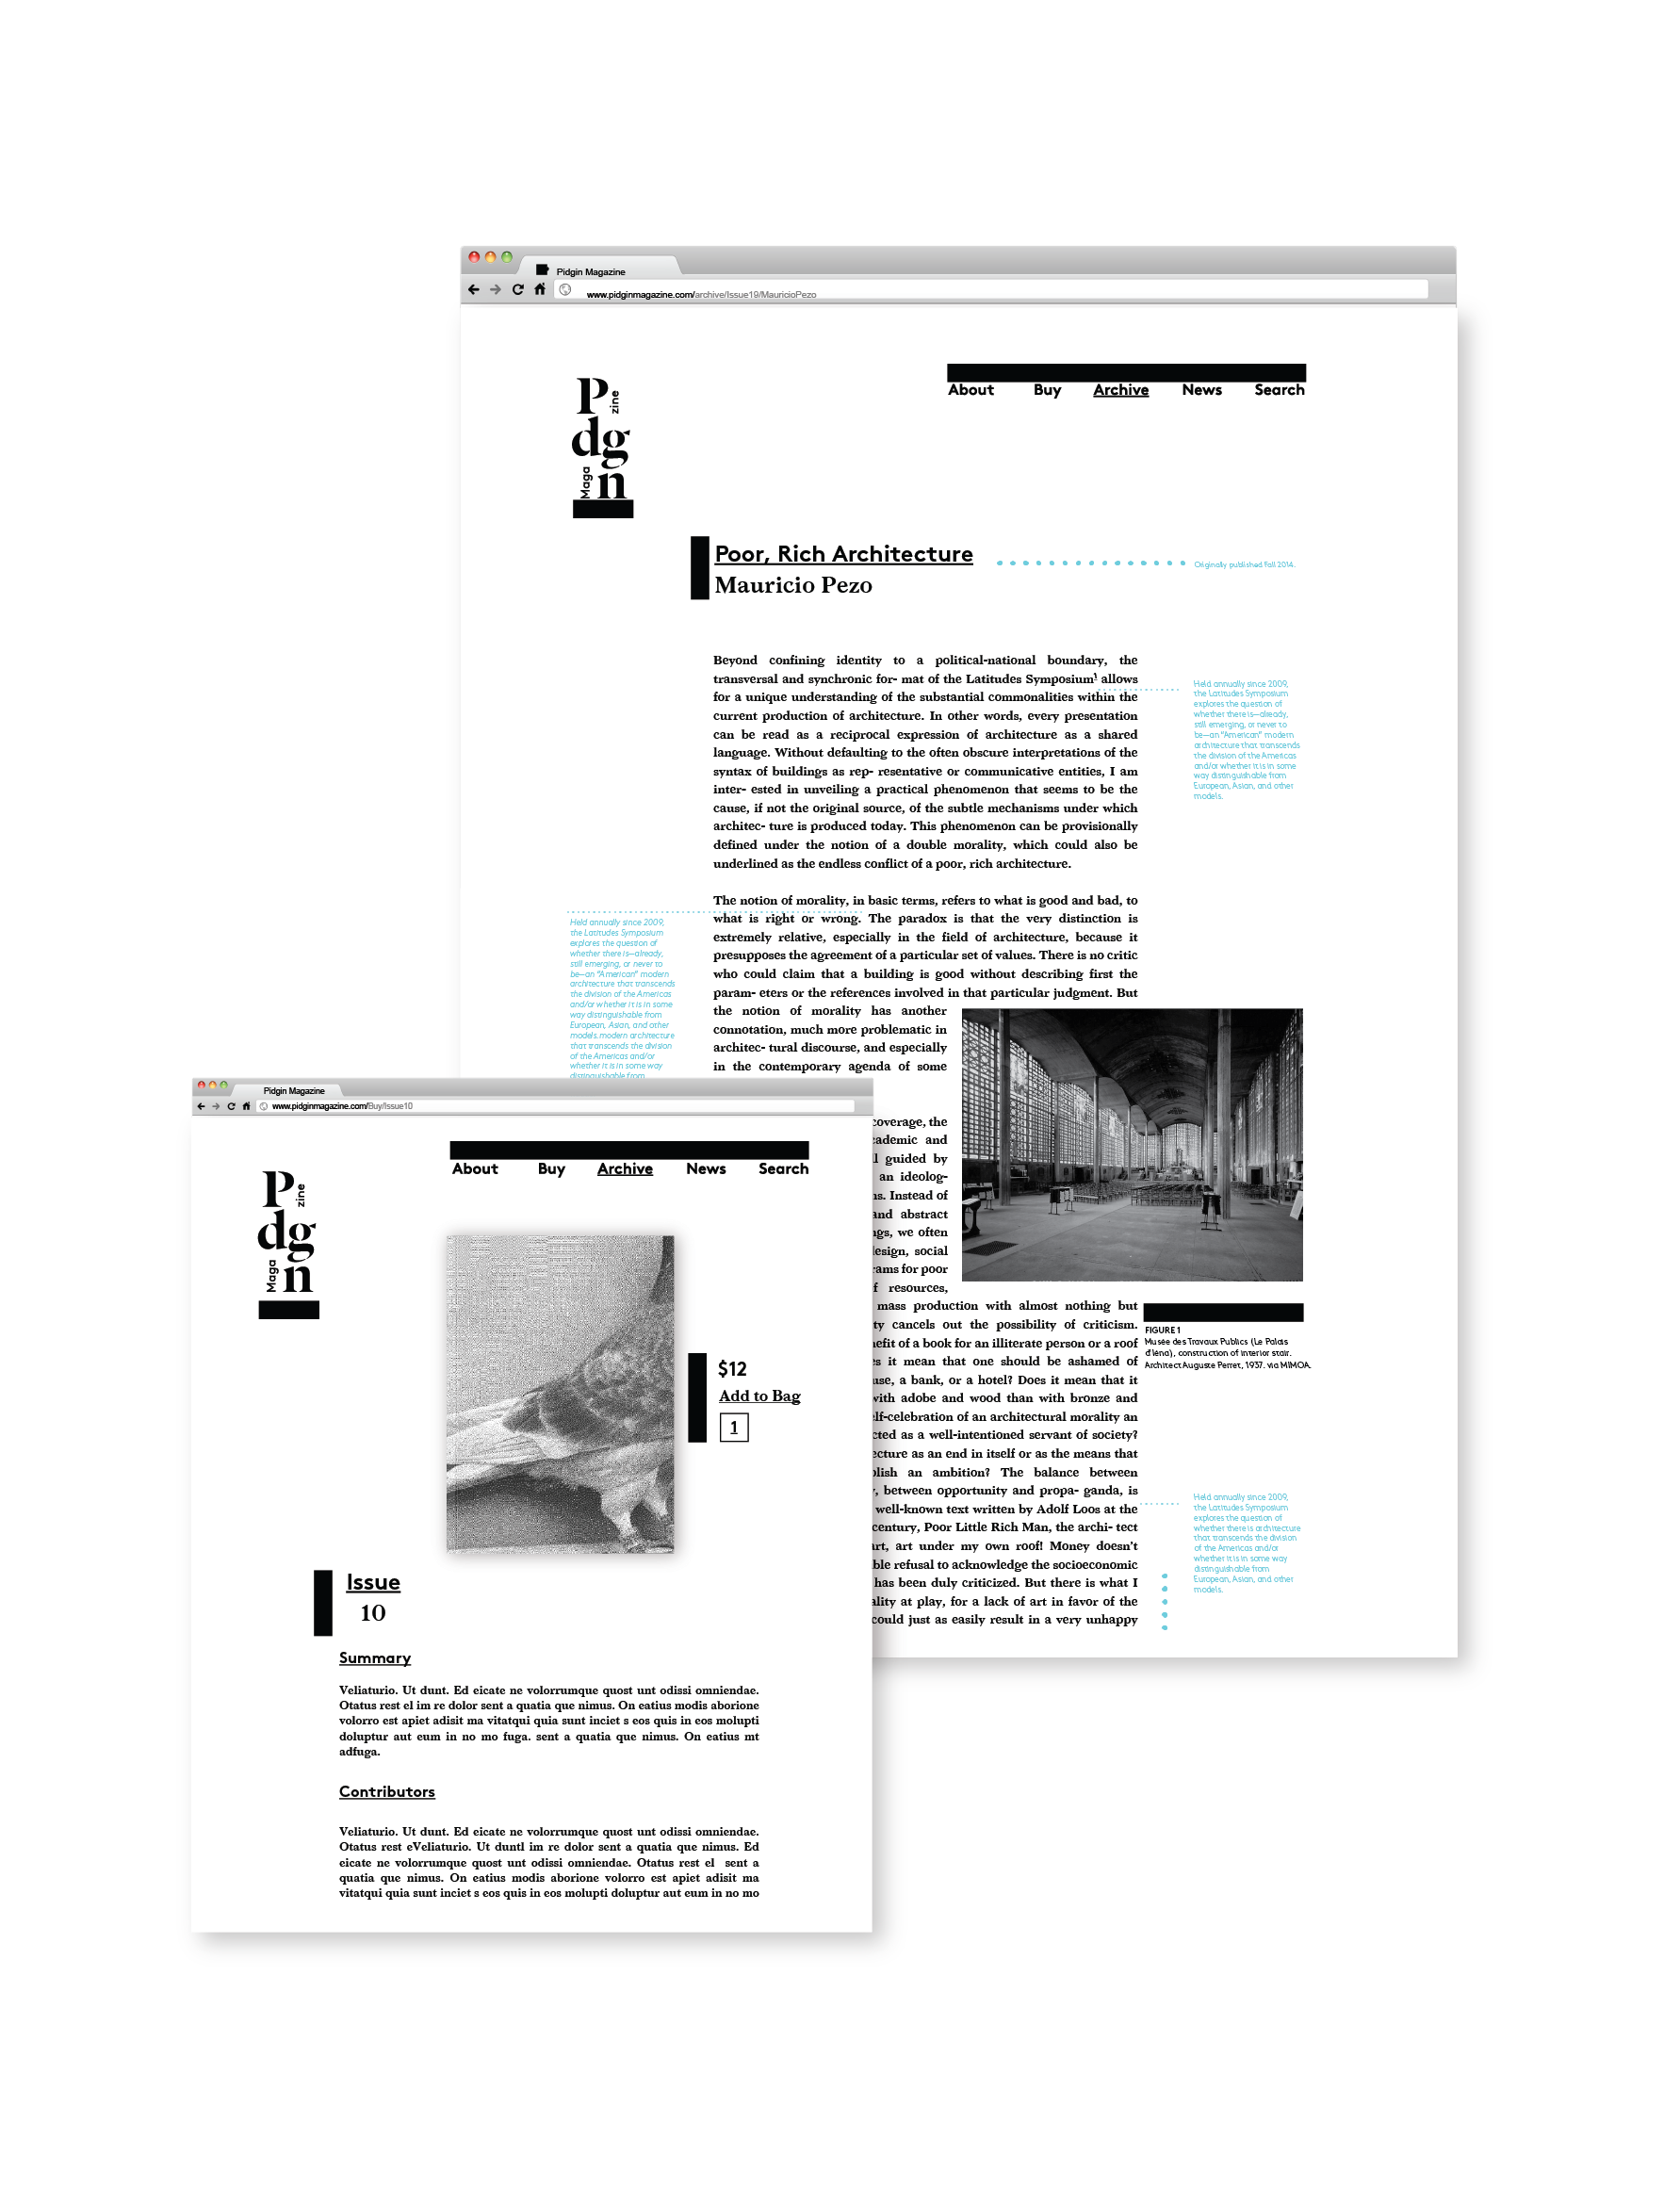 Pidgin Magazine
www.pidginmagazine.com/archive/Issue19/MauricioPezo
P
zine
dg
Maga
n
About Buy Archive News Search
Poor, Rich Architecture
Mauricio Pezo
Originally published Fall 2014.
Beyond confining identity to a political-national boundary, the
transversal and synchronic for- mat of the Latitudes Symposium¹ allows
for a unique understanding of the substantial commonalities within the
current production of architecture. In other words, every presentation
can be read as a reciprocal expression of architecture as a shared
language. Without defaulting to the often obscure interpretations of the
syntax of buildings as rep- resentative or communicative entities, I am
inter- ested in unveiling a practical phenomenon that seems to be the
cause, if not the original source, of the subtle mechanisms under which
architec- ture is produced today. This phenomenon can be provisionally
defined under the notion of a double morality, which could also be
underlined as the endless conflict of a poor, rich architecture.
Held annually since 2009,
the Latitudes Symposium
explores the question of
whether there is—already,
still emerging, or never to
be—an "American" modern
architecture that transcends
the division of the Americas
and/or whether it is in some
way distinguishable from
European, Asian, and other
models.
The notion of morality, in basic terms, refers to what is good and bad, to
what is right or wrong. The paradox is that the very distinction is
extremely relative, especially in the field of architecture, because it
presupposes the agreement of a particular set of values. There is no critic
who could claim that a building is good without describing first the
param- eters or the references involved in that particular judgment. But
the notion of morality has another
connotation, much more problematic in
architec- tural discourse, and especially
in the contemporary agenda of some
Held annually since 2009,
the Latitudes Symposium
explores the question of
whether there is—already,
still emerging, or never to
be—an "American" modern
architecture that transcends
the division of the Americas
and/or whether it is in some
way distinguishable from
European, Asian, and other
models.modern architecture
that transcends the division
of the Americas and/or
whether it is in some way
distinguishable from
coverage, the
cademic and
l guided by
an ideolog-
ns. Instead of
and abstract
ngs, we often
design, social
rams for poor
f resources,
mass production with almost nothing but
ty cancels out the possibility of criticism.
nefit of a book for an illiterate person or a roof
es it mean that one should be ashamed of
use, a bank, or a hotel? Does it mean that it
with adobe and wood than with bronze and
elf-celebration of an architectural morality an
cted as a well-intentioned servant of society?
ecture as an end in itself or as the means that
plish an ambition? The balance between
y, between opportunity and propa- ganda, is
well-known text written by Adolf Loos at the
century, Poor Little Rich Man, the archi- tect
art, art under my own roof! Money doesn't
ble refusal to acknowledge the socioeconomic
has been duly criticized. But there is what I
ality at play, for a lack of art in favor of the
could just as easily result in a very unhappy
FIGURE 1
Musée des Travaux Publics (Le Palais
d'Iéna), construction of interior stair.
Architect Auguste Perret, 1937. via MIMOA.
Held annually since 2009,
the Latitudes Symposium
explores the question of
whether there is architecture
that transcends the division
of the Americas and/or
whether it is in some way
distinguishable from
European, Asian, and other
models.
Pidgin Magazine
www.pidginmagazine.com/Buy/Issue10
P
zine
dg
Maga
n
About Buy Archive News Search
$12
Add to Bag
1
Issue
10
Summary
Veliaturio. Ut dunt. Ed eicate ne volorrumque quost unt odissi omniendae.
Otatus rest el im re dolor sent a quatia que nimus. On eatius modis aborione
volorro est apiet adisit ma vitatqui quia sunt inciet s eos quis in eos molupti
doluptur aut eum in no mo fuga. sent a quatia que nimus. On eatius mt
adfuga.
Contributors
Veliaturio. Ut dunt. Ed eicate ne volorrumque quost unt odissi omniendae.
Otatus rest eVeliaturio. Ut duntl im re dolor sent a quatia que nimus. Ed
eicate ne volorrumque quost unt odissi omniendae. Otatus rest el sent a
quatia que nimus. On eatius modis aborione volorro est apiet adisit ma
vitatqui quia sunt inciet s eos quis in eos molupti doluptur aut eum in no mo